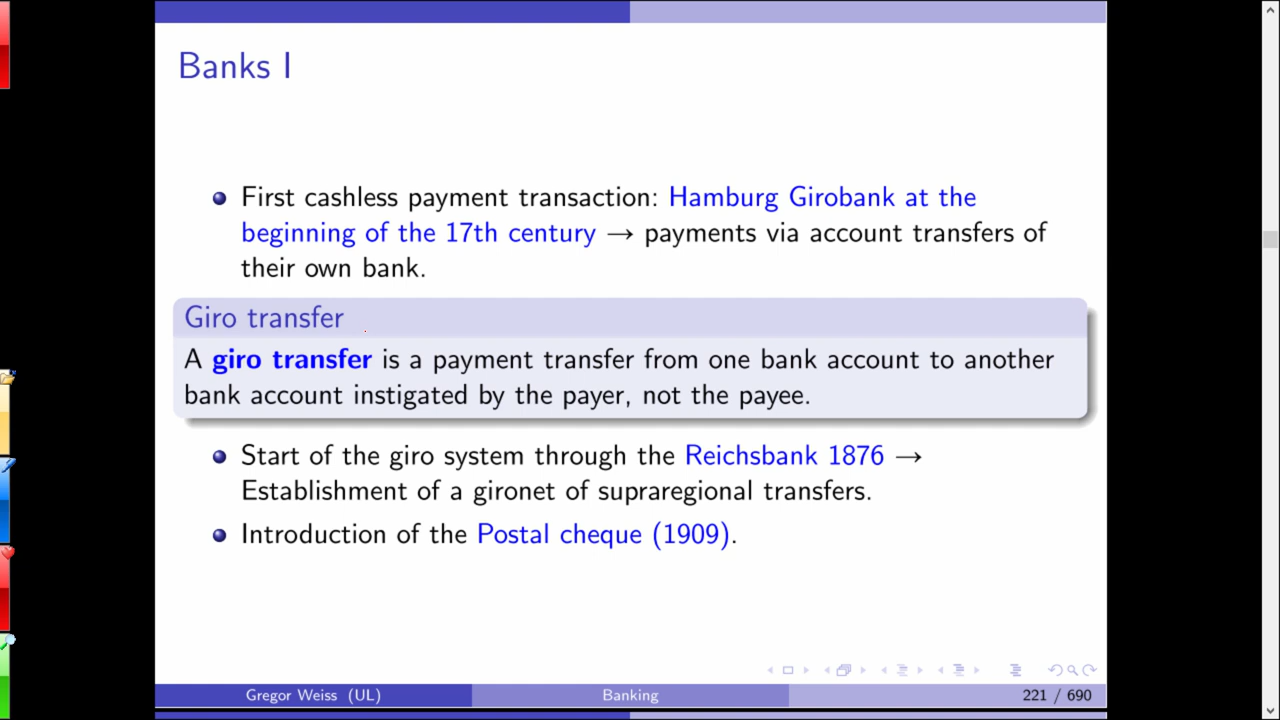 Banks I
First cashless payment transaction: Hamburg Girobank at the
beginning of the 17th century → payments via account transfers of
their own bank.
Giro transfer
A giro transfer is a payment transfer from one bank account to another
bank account instigated by the payer, not the payee.
Start of the giro system through the Reichsbank 1876 →
Establishment of a gironet of supraregional transfers.
Introduction of the Postal cheque (1909).
Gregor Weiss (UL) Banking 221 / 690